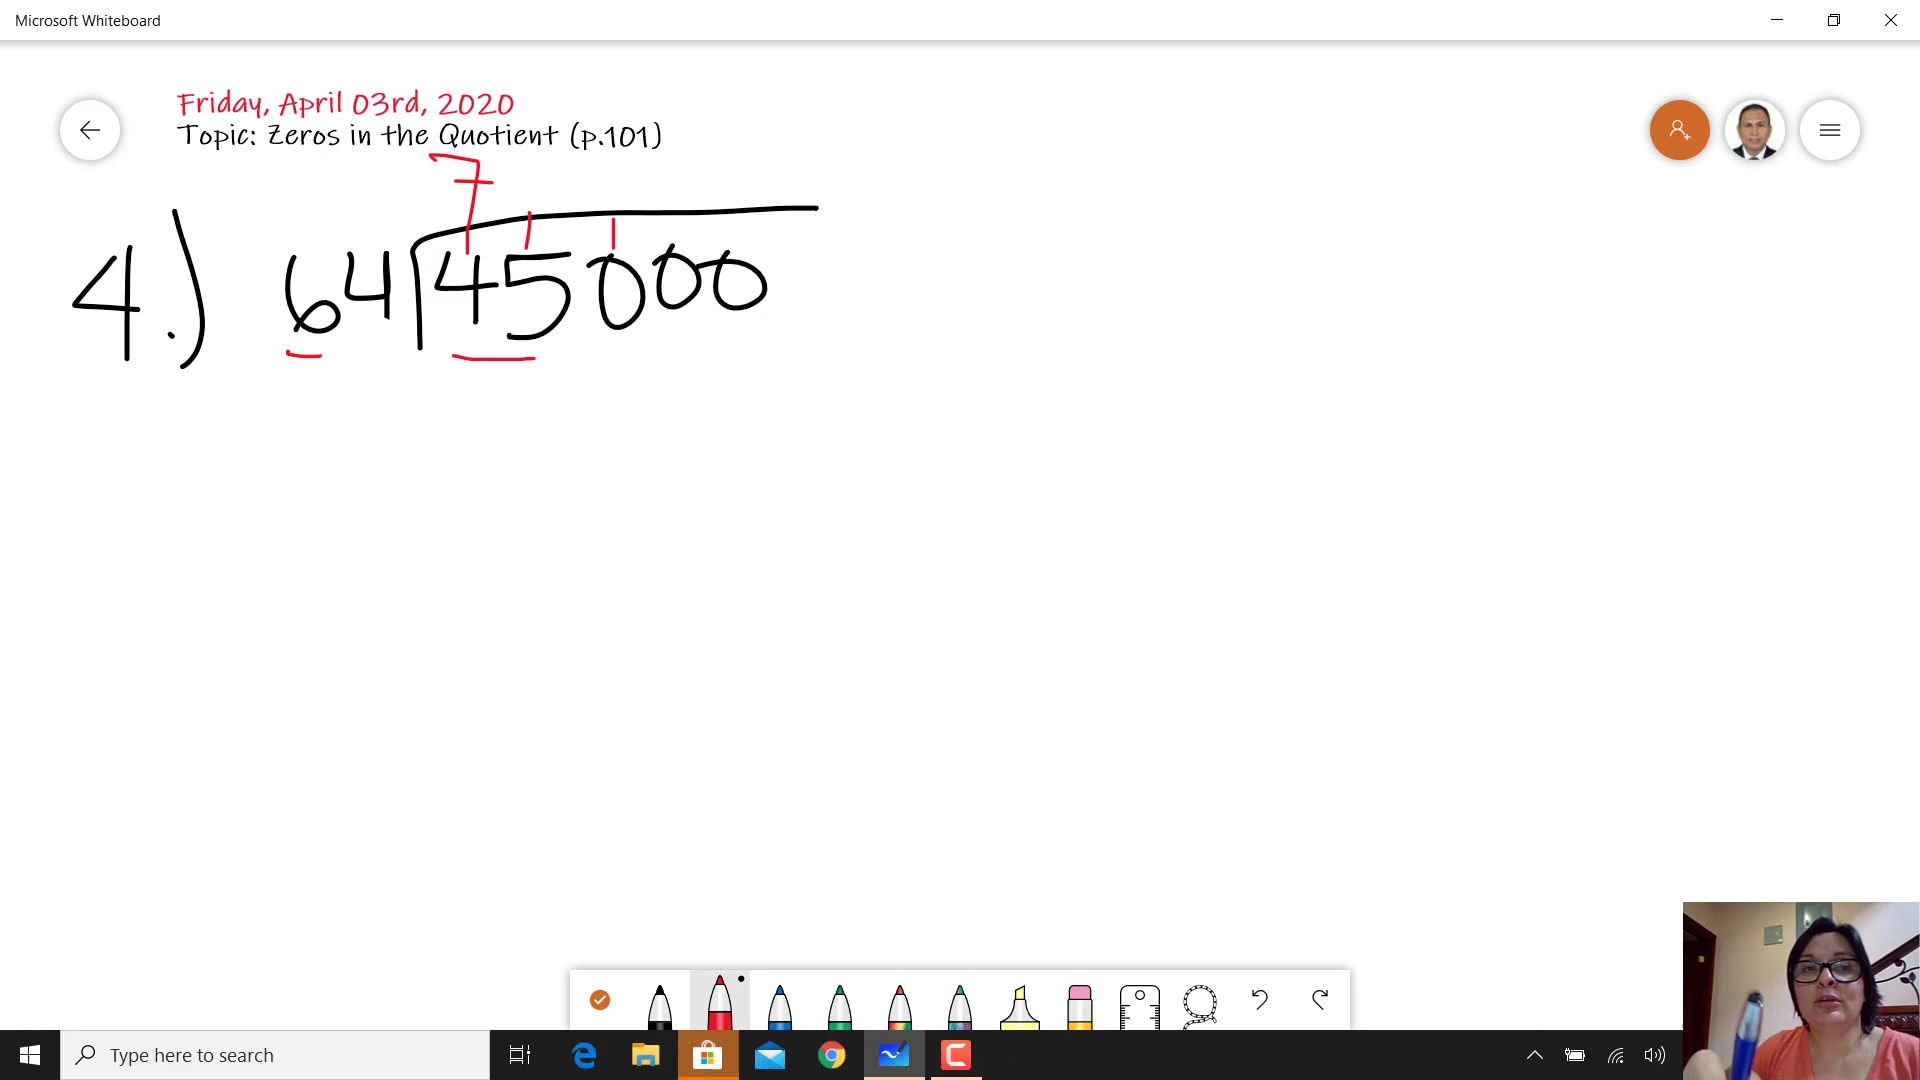 Microsoft Whiteboard
Friday, April 03rd, 2020
Topic: Zeros in the Quotient (p.101)
7
4.) 64 45000
Type here to search